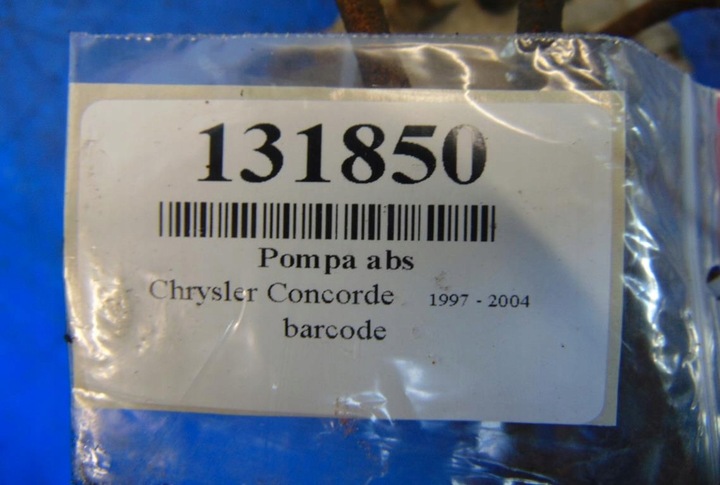 131850
Pompa abs
Chrysler Concorde 1997 - 2004
barcode